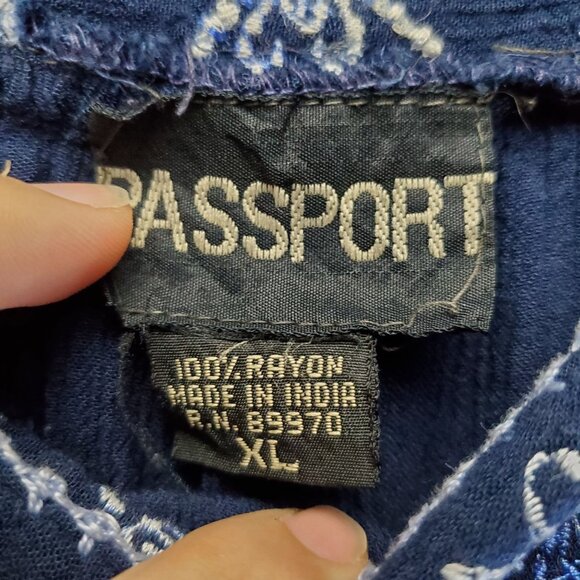 PASSPORT
100% RAYON
MADE IN INDIA
R.N. 89970
XL